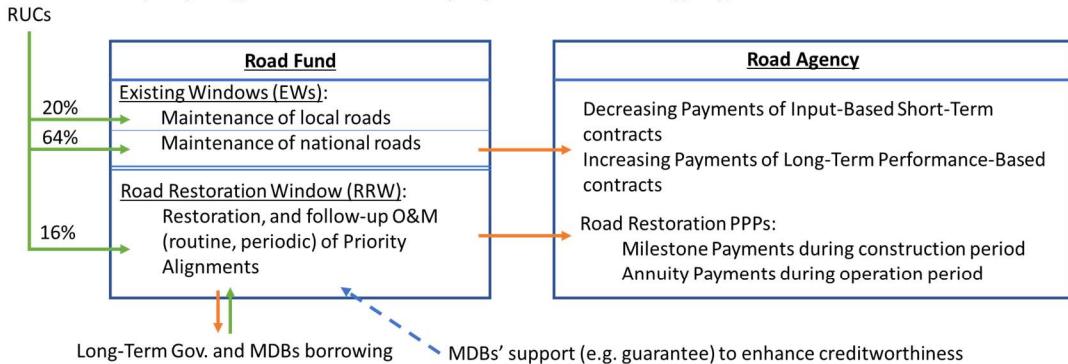 RUCs
20%
64%
16%
Road Fund
Existing Windows (EWs):
Maintenance of local roads
Maintenance of national roads
Road Restoration Window (RRW):
Restoration, and follow-up O&M
(routine, periodic) of Priority
Alignments
Road Agency
Decreasing Payments of Input-Based Short-Term
contracts
Increasing Payments of Long-Term Performance-Based
contracts
Road Restoration PPPs:
Milestone Payments during construction period
Annuity Payments during operation period
Long-Term Gov. and MDBs borrowing
MDBs' support (e.g. guarantee) to enhance creditworthiness